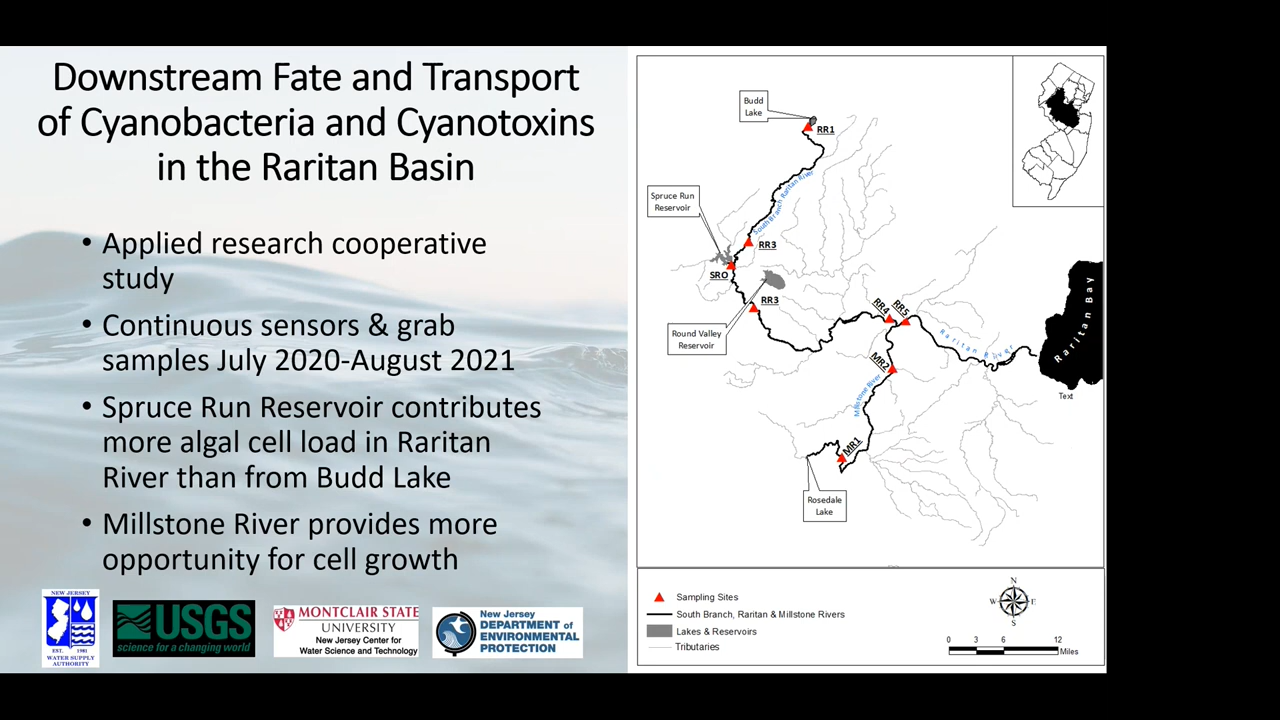 Downstream Fate and Transport
of Cyanobacteria and Cyanotoxins
in the Raritan Basin
• Applied research cooperative
study
• Continuous sensors & grab
samples July 2020-August 2021
• Spruce Run Reservoir contributes
more algal cell load in Raritan
River than from Budd Lake
• Millstone River provides more
opportunity for cell growth
NEW JERSEY
EST. 1981
WATER SUPPLY
AUTHORITY
USGS
science for a changing world
MONTCLAIR STATE
UNIVERSITY
New Jersey Center for
Water Science and Technology
New Jersey
DEPARTMENT of
ENVIRONMENTAL
PROTECTION
Budd
Lake
RR1
South Branch Raritan River
Spruce Run
Reservoir
RR3
SRO
RR3
Round Valley
Reservoir
RR4
RR5
Raritan River
Raritan Bay
Text
MR2
Millstone River
MR1
Rosedale
Lake
Sampling Sites
South Branch, Raritan & Millstone Rivers
Lakes & Reservoirs
Tributaries
N
W E
S
0 3 6 12
Miles